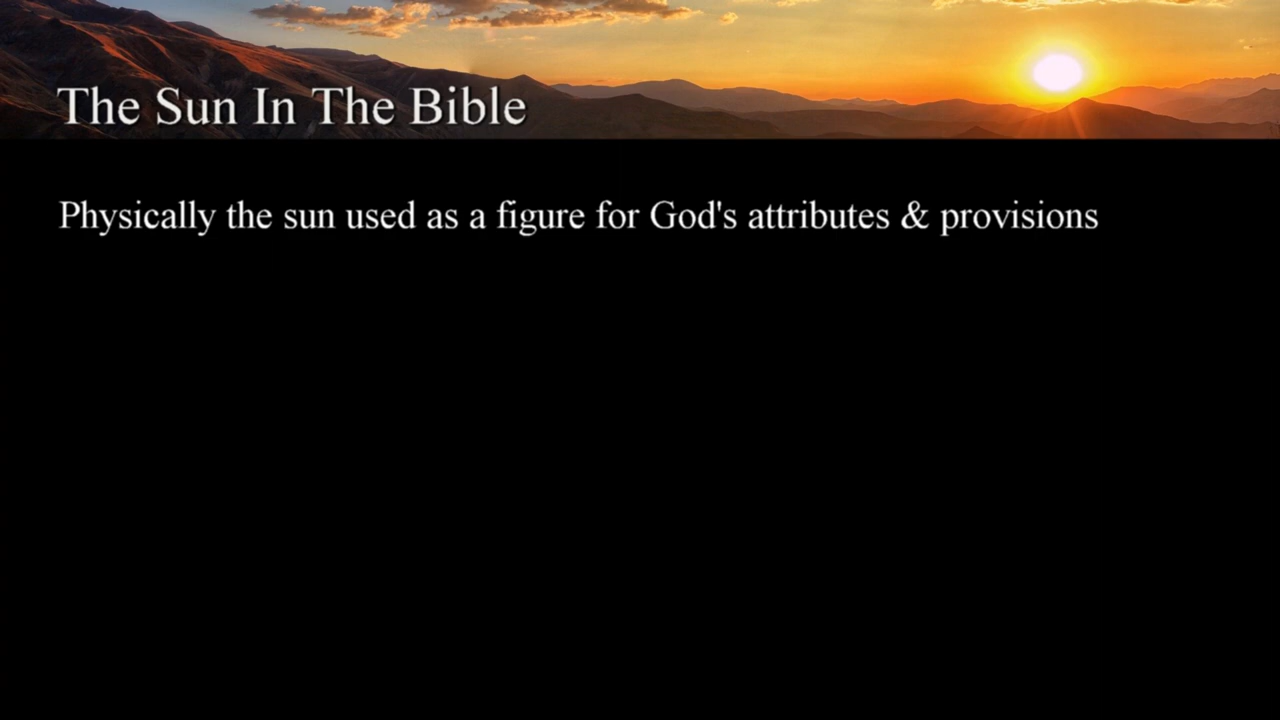 The Sun In The Bible
Physically the sun used as a figure for God's attributes & provisions